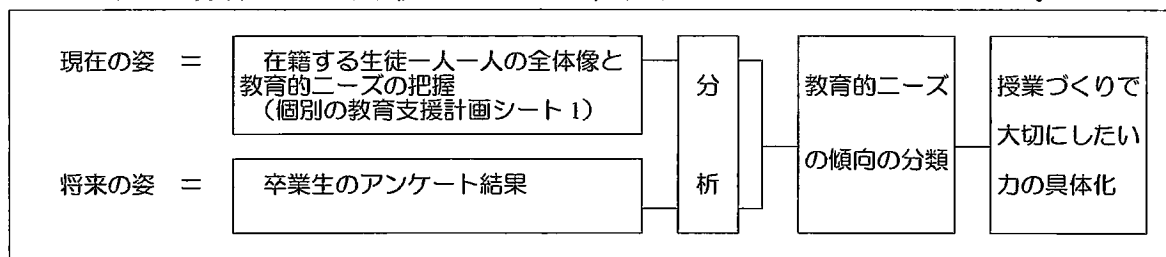 現在の姿 ＝
在籍する生徒一人一人の全体像と
教育的ニーズの把握
（個別の教育支援計画シート1）
将来の姿 ＝
卒業生のアンケート結果
分
析
教育的ニーズ
の傾向の分類
授業づくりで
大切にしたい
力の具体化